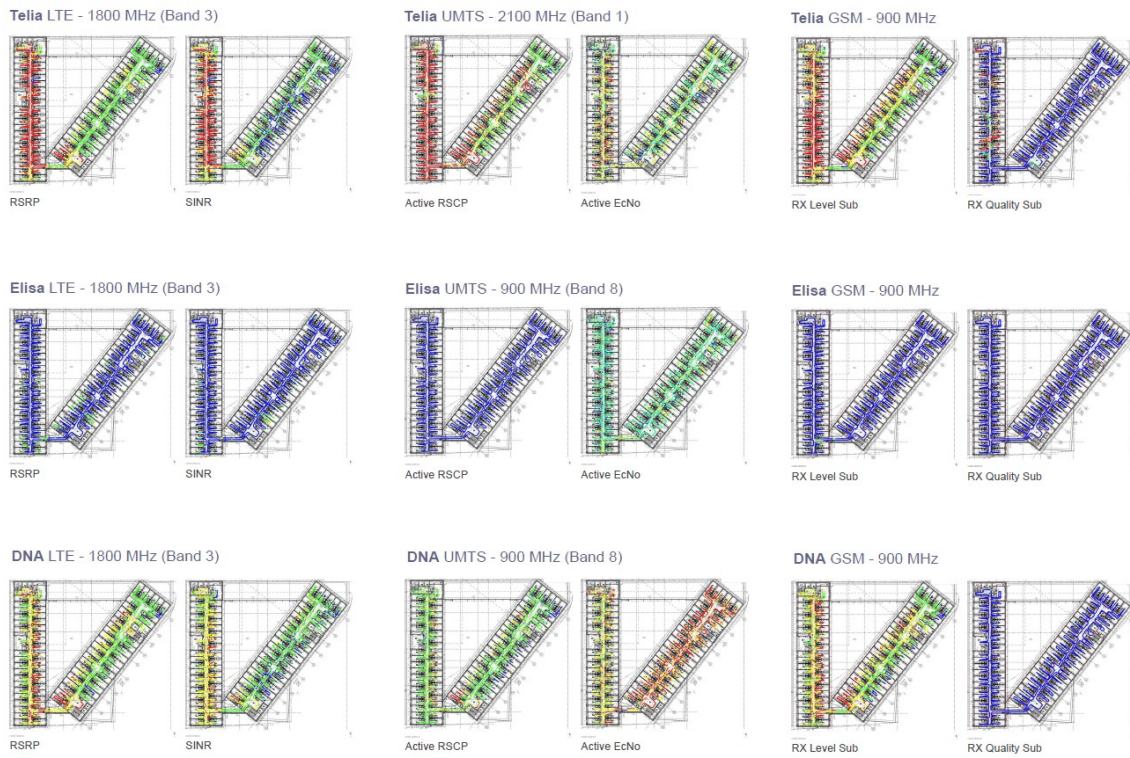 Telia LTE - 1800 MHz (Band 3)
Telia UMTS - 2100 MHz (Band 1)
Telia GSM - 900 MHz
RSRP
SINR
Active RSCP
Active EcNo
RX Level Sub
RX Quality Sub
Elisa LTE - 1800 MHz (Band 3)
Elisa UMTS - 900 MHz (Band 8)
Elisa GSM - 900 MHz
RSRP
SINR
Active RSCP
Active EcNo
RX Level Sub
RX Quality Sub
DNA LTE - 1800 MHz (Band 3)
DNA UMTS - 900 MHz (Band 8)
DNA GSM - 900 MHz
RSRP
SINR
Active RSCP
Active EcNo
RX Level Sub
RX Quality Sub